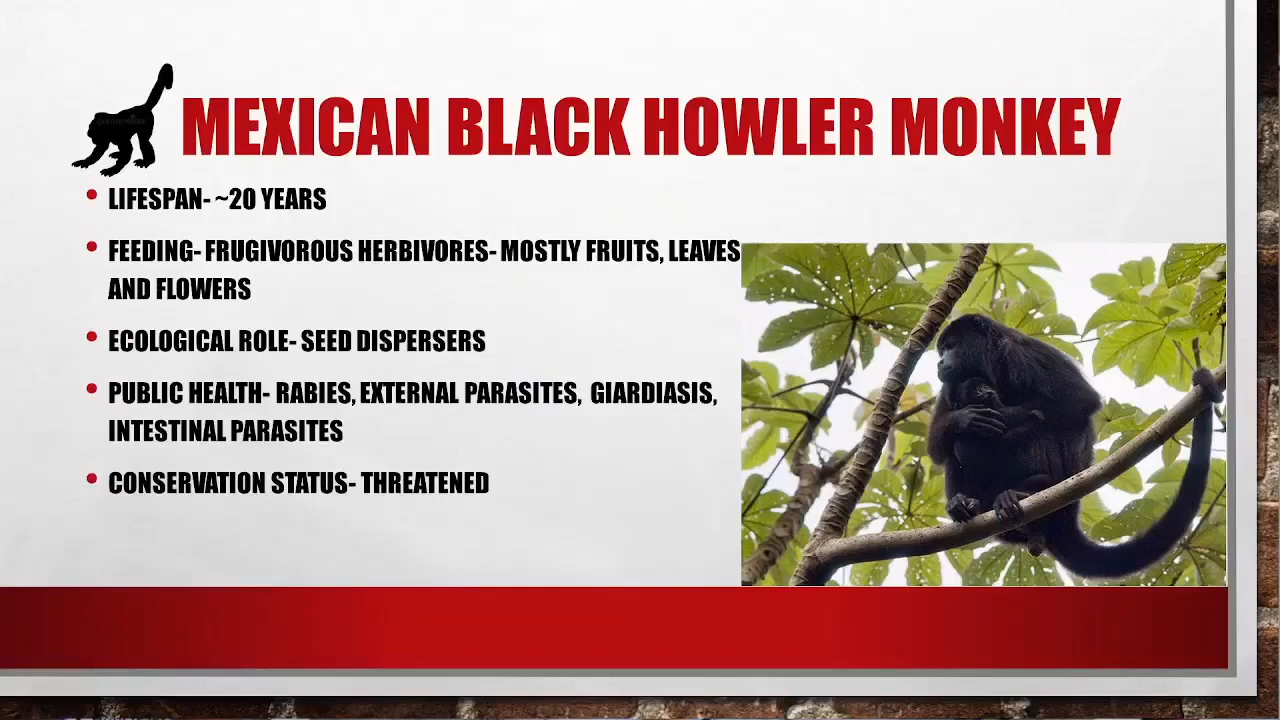 MEXICAN BLACK HOWLER MONKEY
• LIFESPAN- ~20 YEARS
• FEEDING- FRUGIVOROUS HERBIVORES- MOSTLY FRUITS, LEAVES
AND FLOWERS
• ECOLOGICAL ROLE- SEED DISPERSERS
• PUBLIC HEALTH- RABIES, EXTERNAL PARASITES, GIARDIASIS,
INTESTINAL PARASITES
• CONSERVATION STATUS- THREATENED